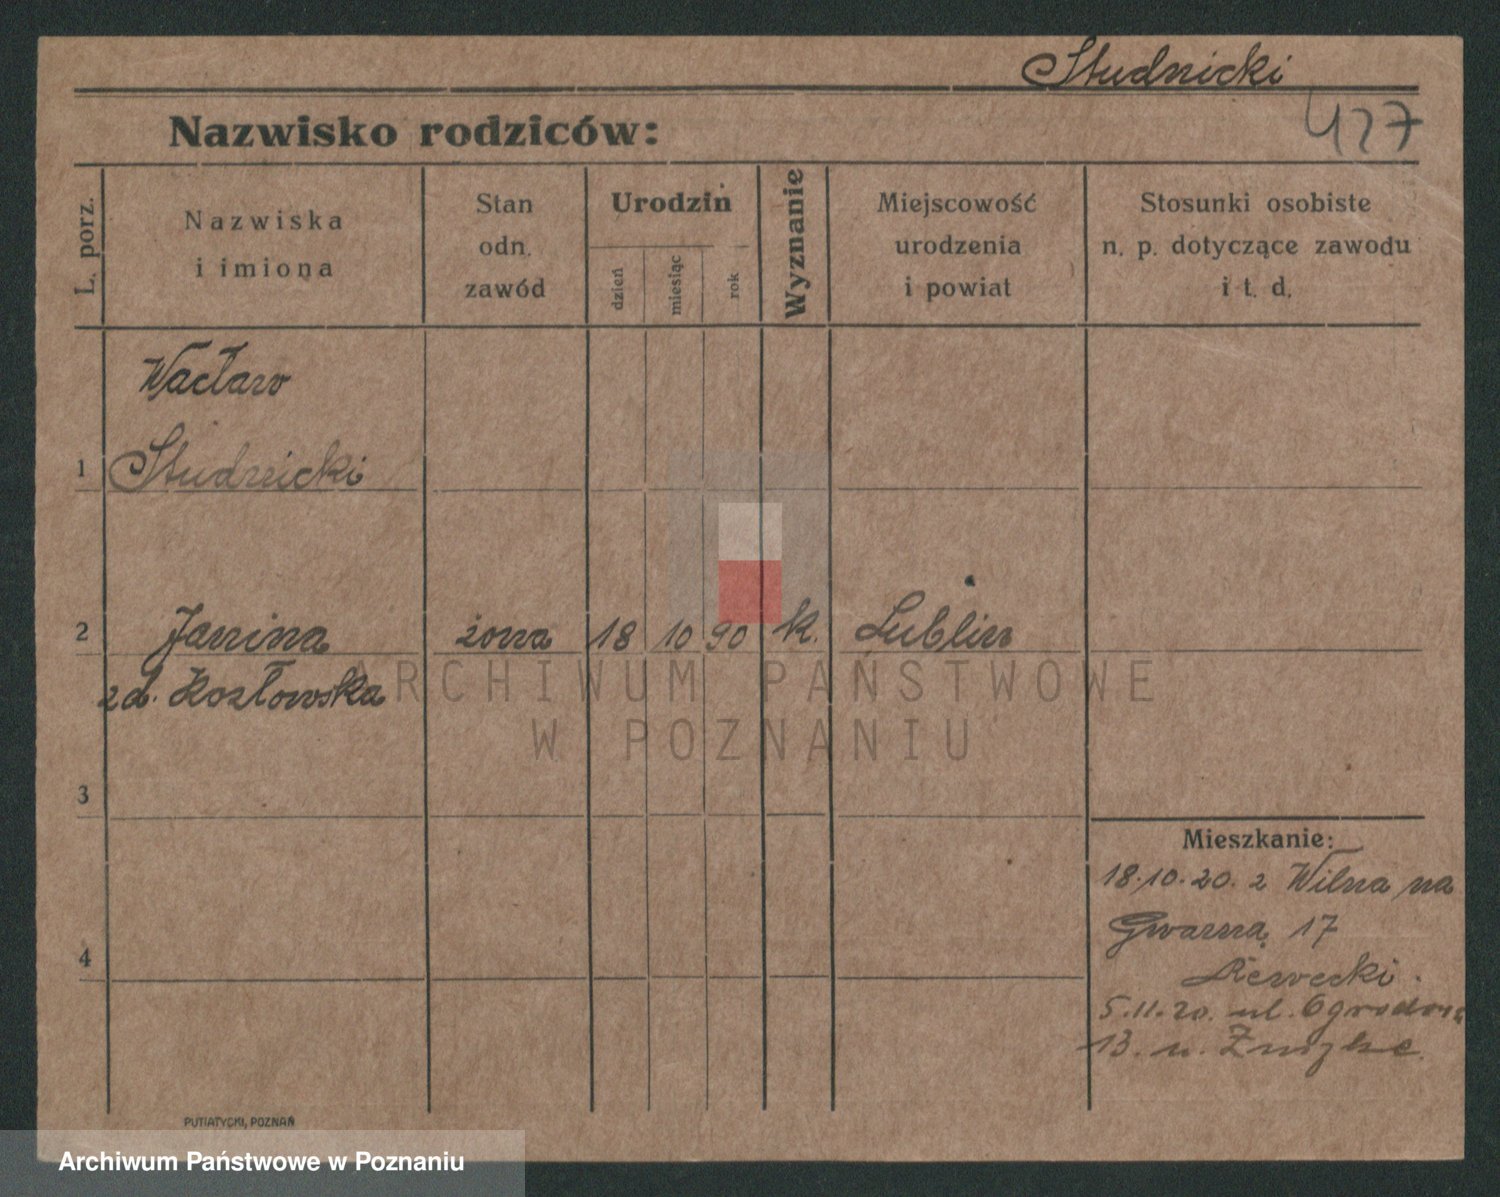 Studnicki
427
Nazwisko rodziców:
L. porz.
Nazwiska
i imiona
Stan
odn.
zawód
Urodzin
dzień
miesiąc
rok
Wyznanie
Miejscowość
urodzenia
i powiat
Stosunki osobiste
n. p. dotyczące zawodu
i t. d.
Wacław
1 Studnicki
2 Janina żona 18 10 90 k. Lublin
zd. Kozłowska
3
4
Mieszkanie:
18.10.20. z Wilna na
Gwarną 17
5.11.20. ul. Ogrodowa
13. u.
PUTIATYCKI, POZNAŃ
ARCHIWUM PAŃSTWOWE
W POZNANIU
Archiwum Państwowe w Poznaniu